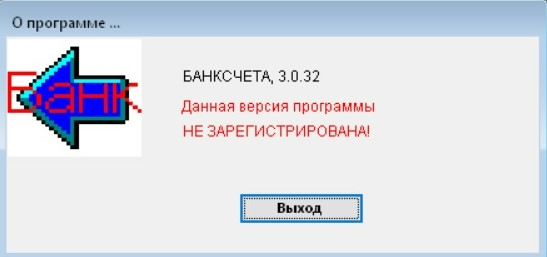 О программе ...
Банк
БАНКСЧЕТА, 3.0.32
Данная версия программы
НЕ ЗАРЕГИСТРИРОВАНА!
Выход